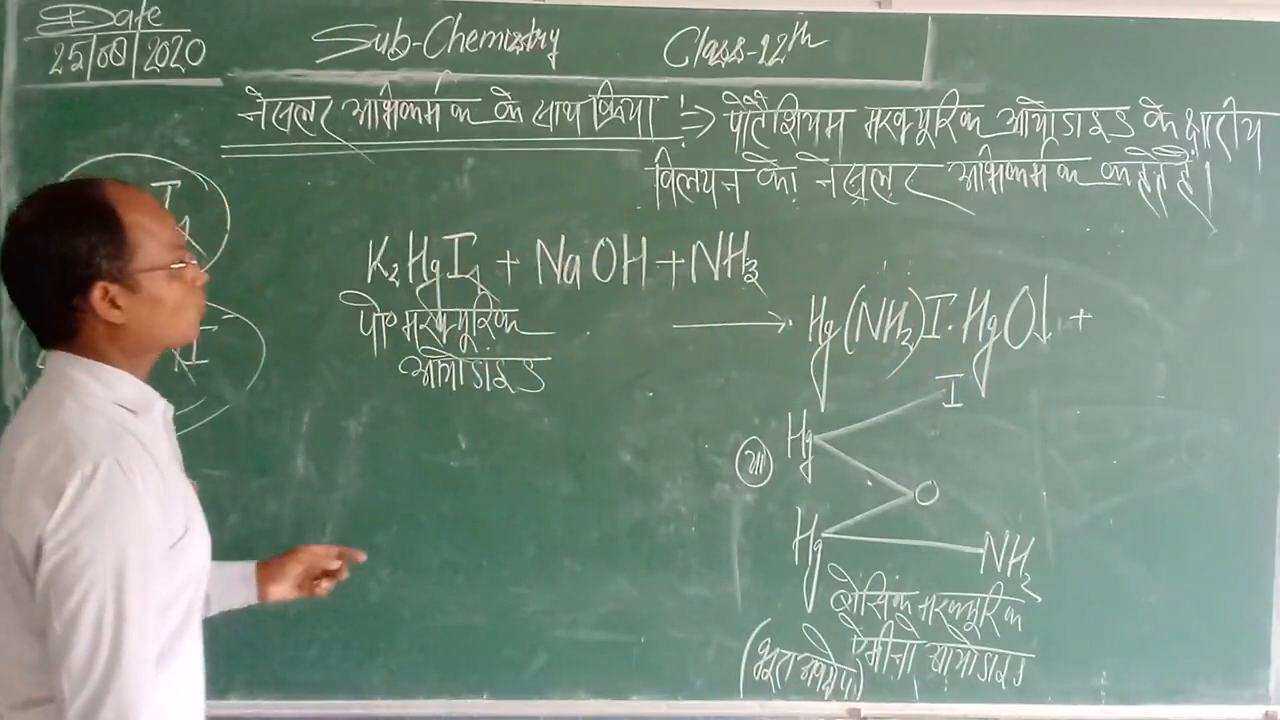 Date
25/08/2020
Sub-Chemistry
Class-12th
नेसलर अभिकर्मक के साथ क्रिया :⇒ पोटैशियम मरक्यूरिक आयोडाइड के क्षारीय
विलयन को नेसलर अभिकर्मक कहते हैं।
K₂HgI₄ + NaOH + NH₃
पो० मरक्यूरिक
आयोडाइड
⟶ Hg(NH₂)I·HgO↓ +
Hg I
(या)
O
Hg NH₂
मरक्यूरिक
(भूरा अवक्षेप) ऐमीनो आयोडाइड